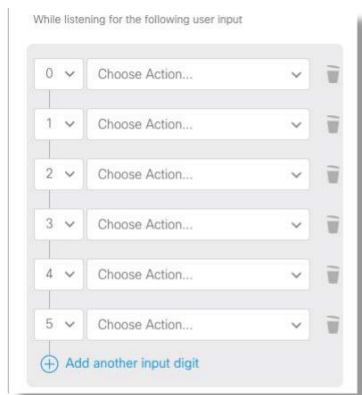 While listening for the following user input
0 Choose Action...
1 Choose Action...
2 Choose Action...
3 Choose Action...
4 Choose Action...
5 Choose Action...
Add another input digit